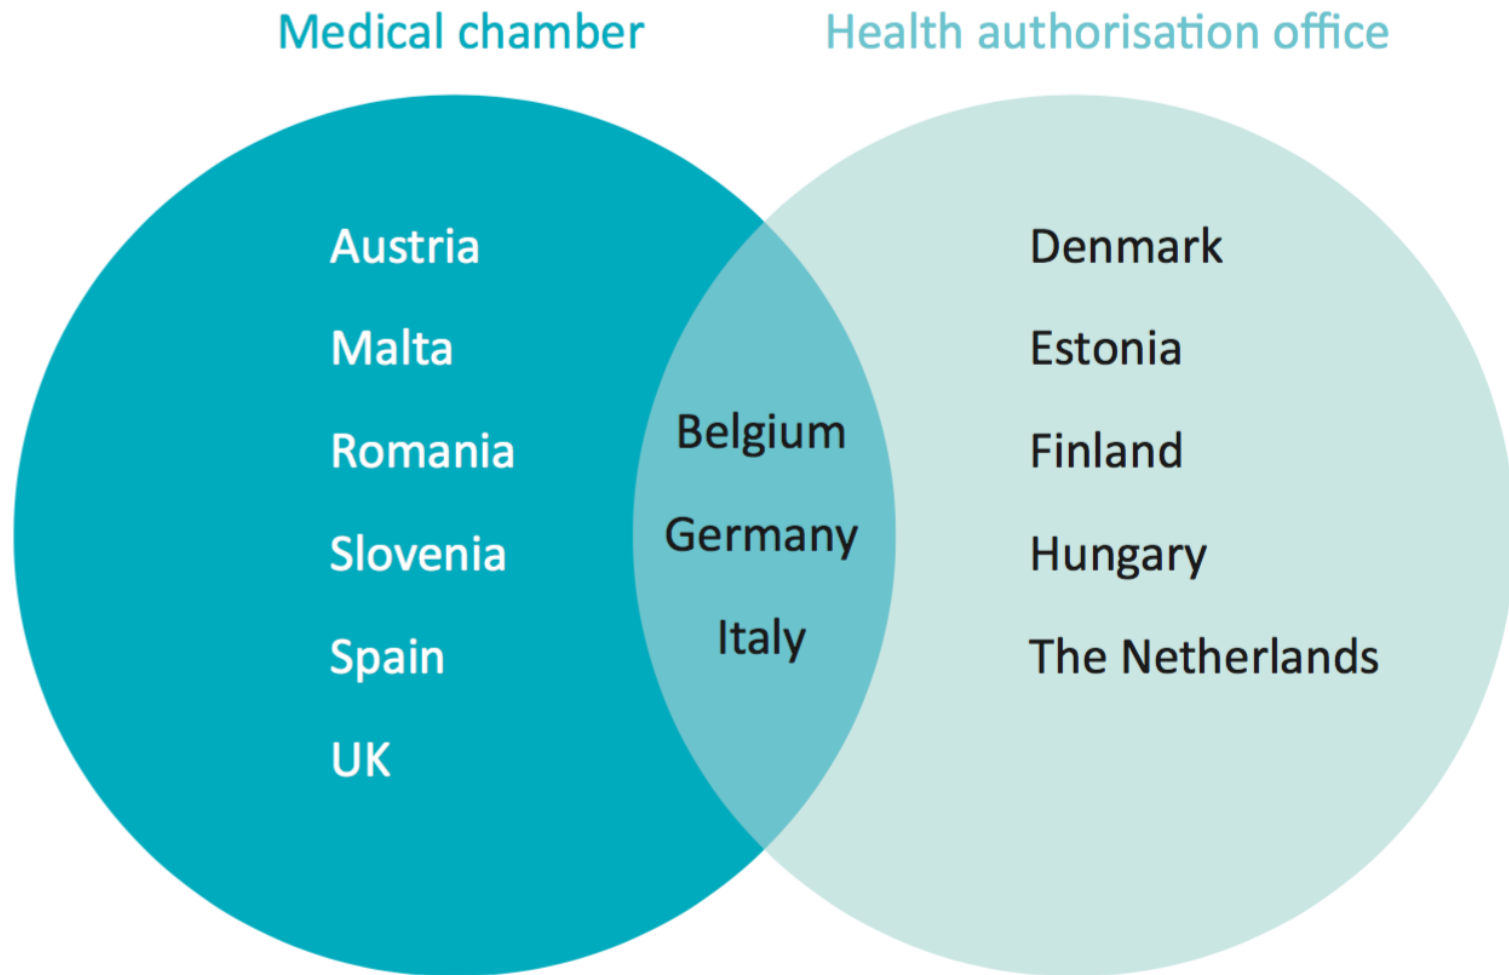 Medical chamber
Health authorisation office
Austria
Malta
Romania
Slovenia
Spain
UK
Belgium
Germany
Italy
Denmark
Estonia
Finland
Hungary
The Netherlands